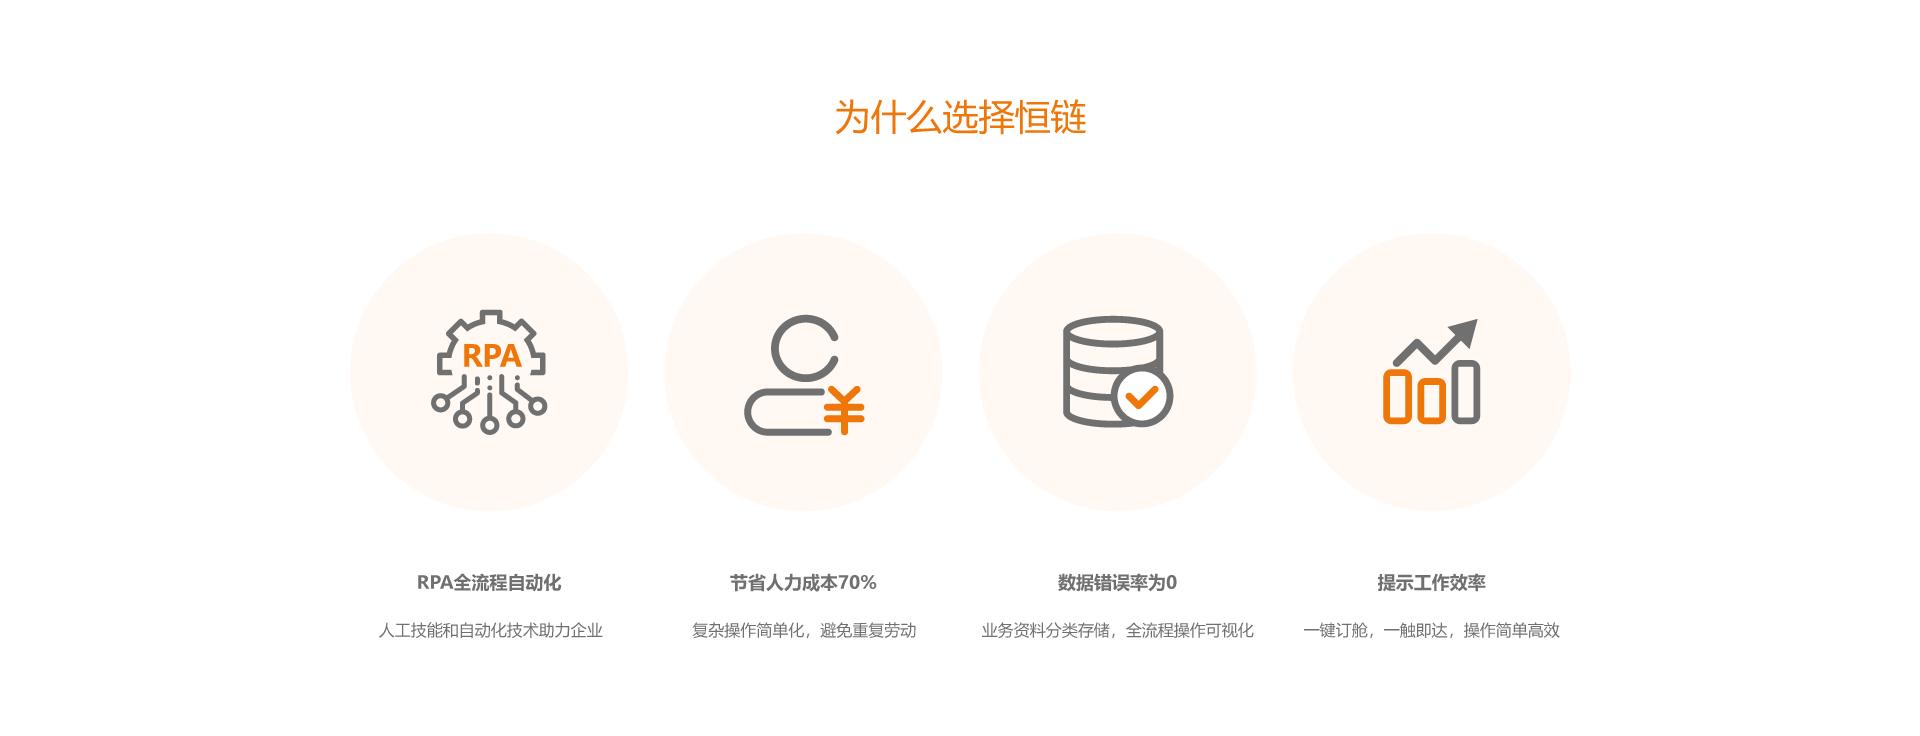 为什么选择恒链
RPA
RPA全流程自动化
人工技能和自动化技术助力企业
节省人力成本70%
复杂操作简单化，避免重复劳动
数据错误率为0
业务资料分类存储，全流程操作可视化
提示工作效率
一键订舱，一触即达，操作简单高效